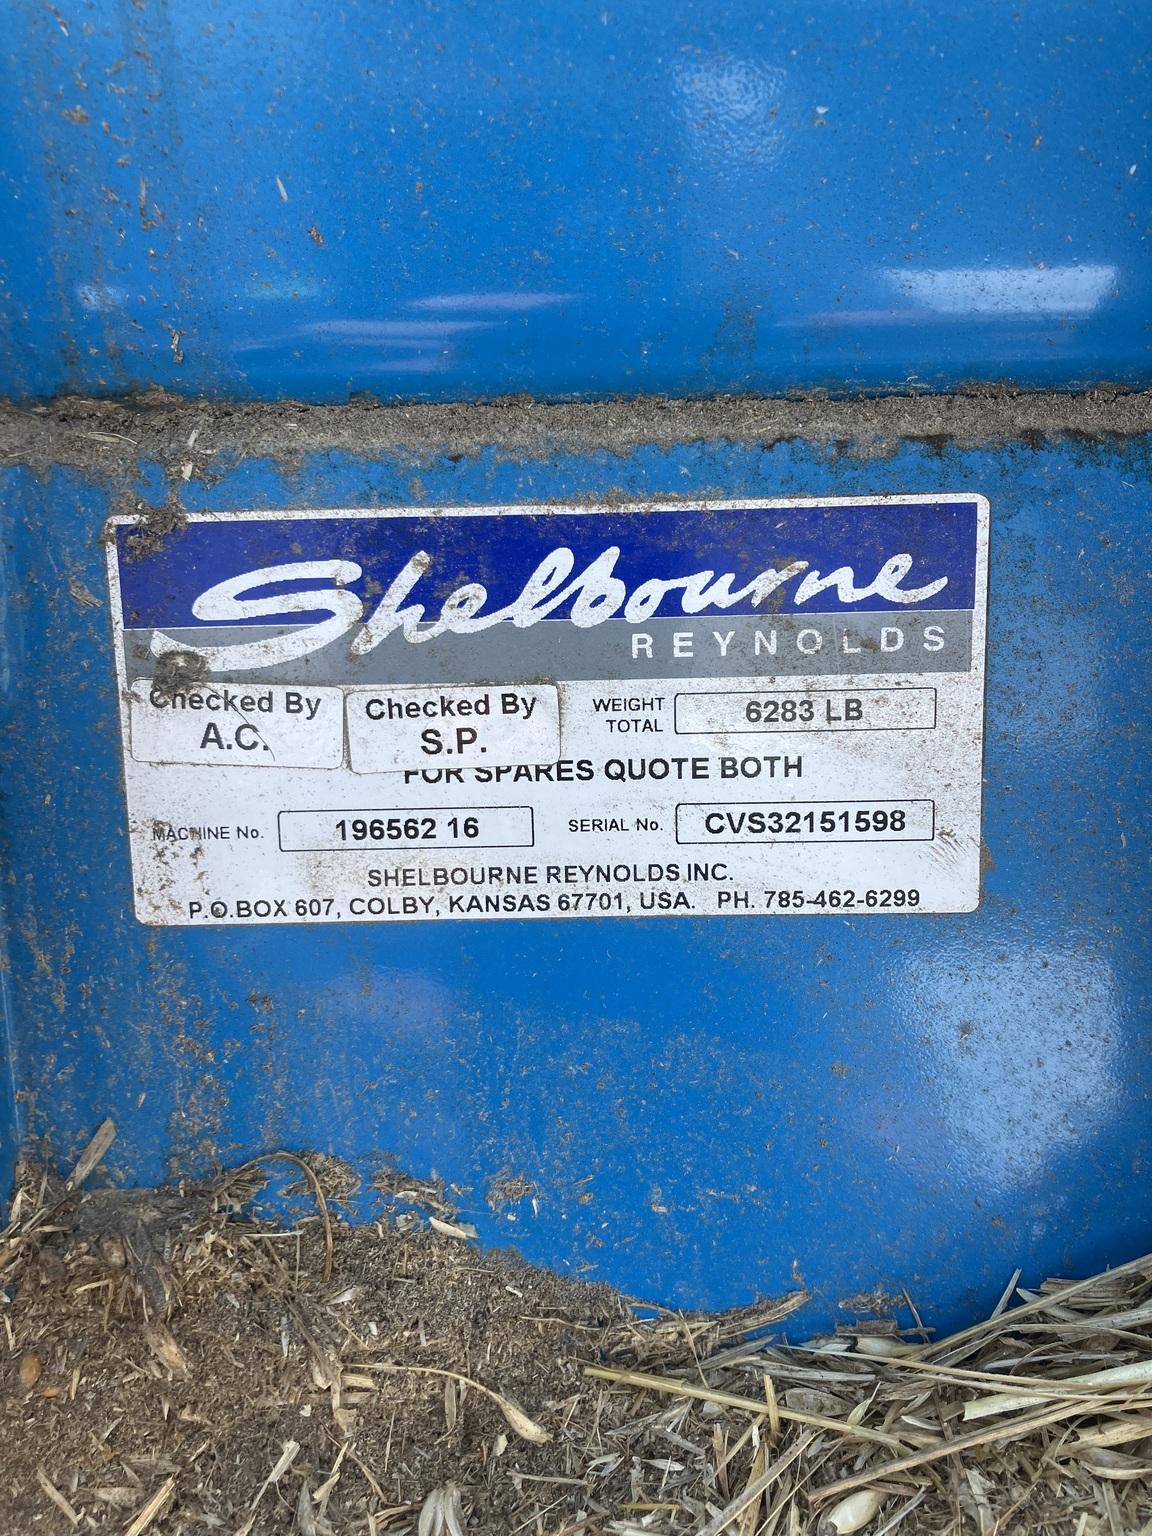 Shelbourne
REYNOLDS
Checked By
A.C.
Checked By
S.P.
WEIGHT
TOTAL
6283 LB
FOR SPARES QUOTE BOTH
MACHINE No. 196562 16 SERIAL No. CVS32151598
SHELBOURNE REYNOLDS INC.
P.O.BOX 607, COLBY, KANSAS 67701, USA. PH. 785-462-6299